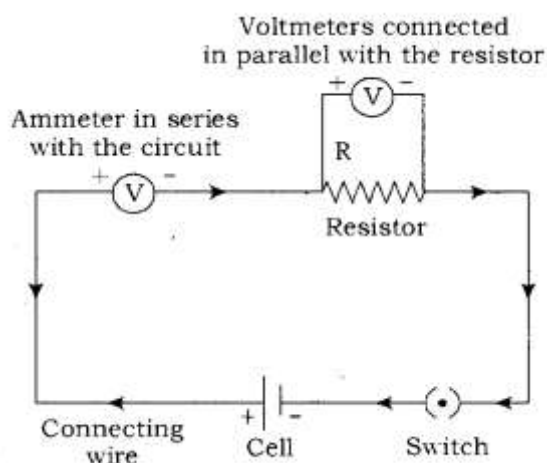 Voltmeters connected
in parallel with the resistor
+ V -
Ammeter in series
with the circuit
+ V -
R
Resistor
+ -
Connecting
wire
Cell
Switch